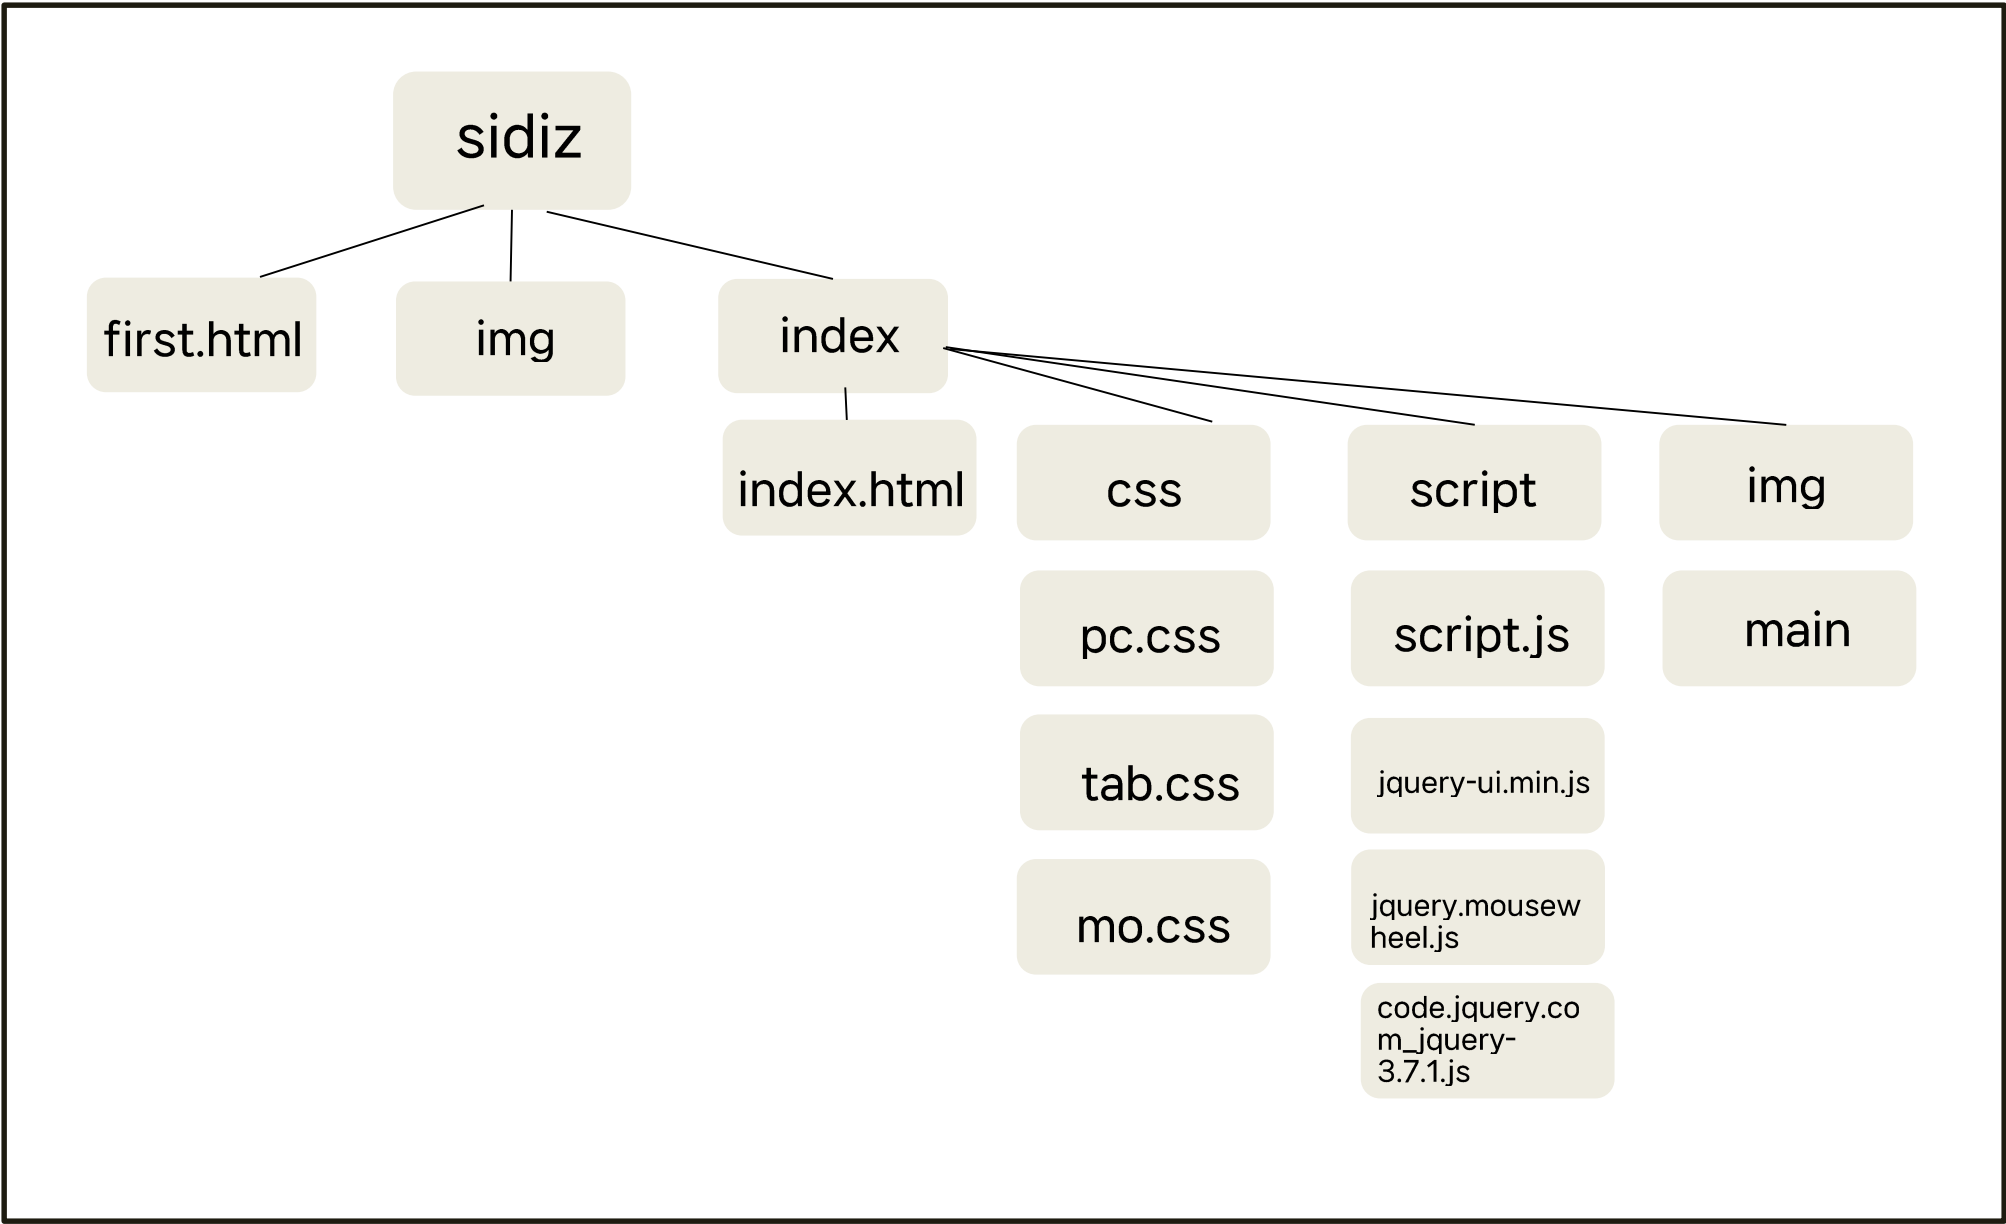 sidiz
first.html
img
index
index.html
css
script
img
pc.css
script.js
main
tab.css
jquery-ui.min.js
mo.css
jquery.mousew
heel.js
code.jquery.co
m_jquery-
3.7.1.js